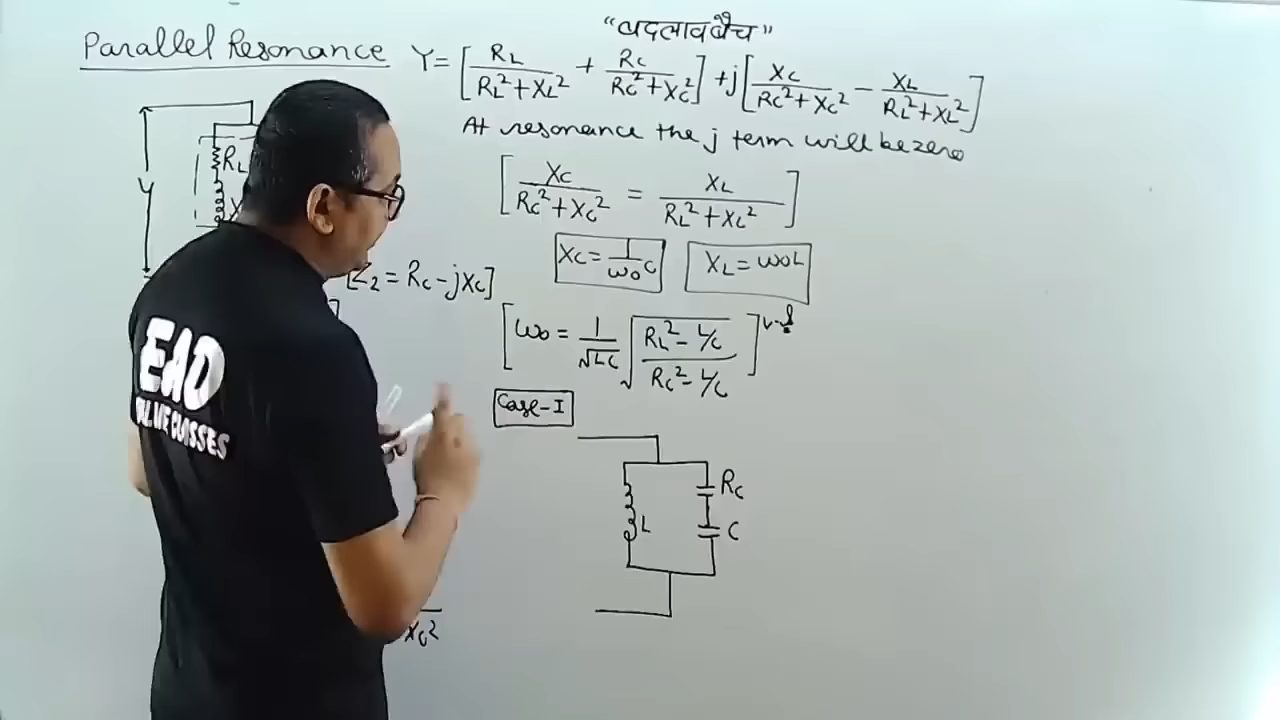 "बदलाव बैच"
Parallel Resonance
Y = [RL/(RL²+XL²) + RC/(RC²+XC²)] + j[XC/(RC²+XC²) − XL/(RL²+XL²)]
At resonance the j term will be zero
[XC/(RC²+XC²) = XL/(RL²+XL²)]
XC = 1/ω₀C
XL = ω₀L
Y
RL
Z₂ = RC − jXC]
[ω₀ = 1/√LC √((RL² − L/C)/(RC² − L/C))]
Case-I
L
RC
C
XC²
EAD